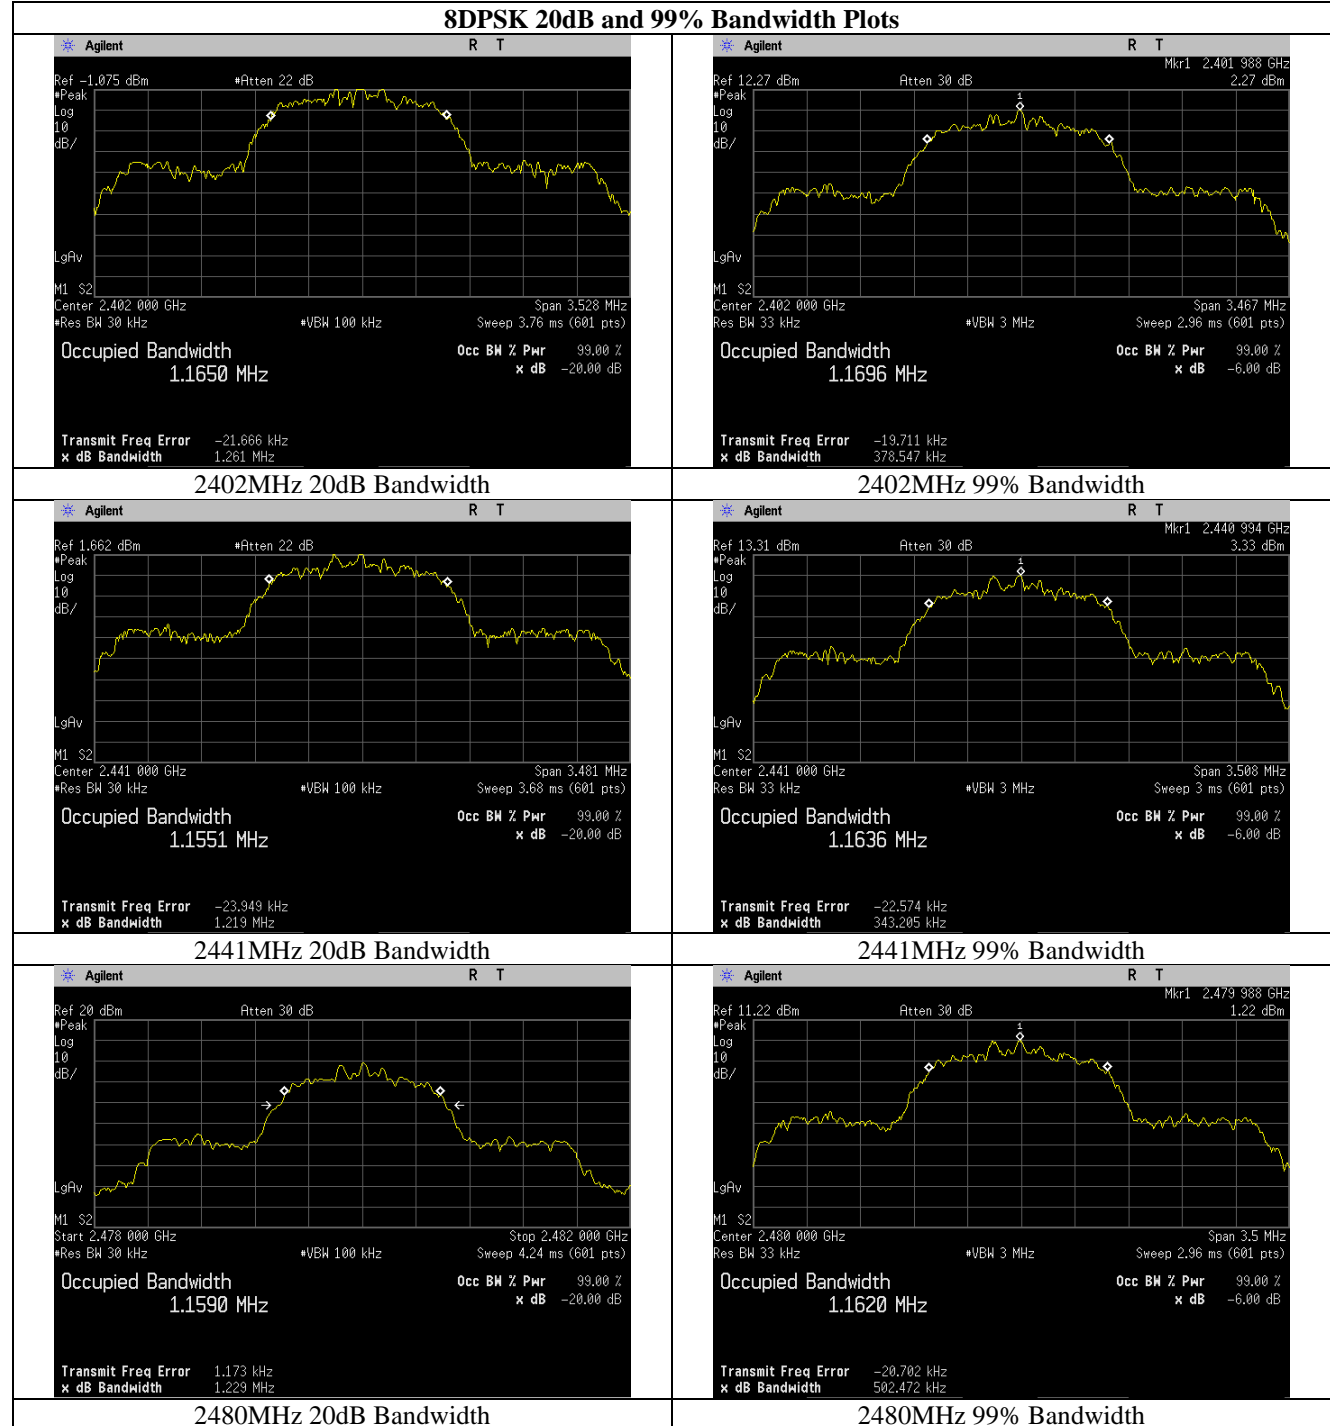 8DPSK 20dB and 99% Bandwidth Plots
Agilent R T
Ref -1.075 dBm #Atten 22 dB
#Peak
Log
10
dB/
LgAv
M1 S2
Center 2.402 000 GHz Span 3.528 MHz
#Res BW 30 kHz #VBW 100 kHz Sweep 3.76 ms (601 pts)
Occupied Bandwidth Occ BW % Pwr 99.00 %
1.1650 MHz x dB -20.00 dB
Transmit Freq Error -21.666 kHz
x dB Bandwidth 1.261 MHz
2402MHz 20dB Bandwidth
Agilent R T
Mkr1 2.401 988 GHz
Ref 12.27 dBm Atten 30 dB 2.27 dBm
#Peak
Log
10
dB/
1
LgAv
M1 S2
Center 2.402 000 GHz Span 3.467 MHz
Res BW 33 kHz #VBW 3 MHz Sweep 2.96 ms (601 pts)
Occupied Bandwidth Occ BW % Pwr 99.00 %
1.1696 MHz x dB -6.00 dB
Transmit Freq Error -19.711 kHz
x dB Bandwidth 378.547 kHz
2402MHz 99% Bandwidth
Agilent R T
Ref 1.662 dBm #Atten 22 dB
#Peak
Log
10
dB/
LgAv
M1 S2
Center 2.441 000 GHz Span 3.481 MHz
#Res BW 30 kHz #VBW 100 kHz Sweep 3.68 ms (601 pts)
Occupied Bandwidth Occ BW % Pwr 99.00 %
1.1551 MHz x dB -20.00 dB
Transmit Freq Error -23.949 kHz
x dB Bandwidth 1.219 MHz
2441MHz 20dB Bandwidth
Agilent R T
Mkr1 2.440 994 GHz
Ref 13.31 dBm Atten 30 dB 3.33 dBm
#Peak
Log
10
dB/
1
LgAv
M1 S2
Center 2.441 000 GHz Span 3.508 MHz
Res BW 33 kHz #VBW 3 MHz Sweep 3 ms (601 pts)
Occupied Bandwidth Occ BW % Pwr 99.00 %
1.1636 MHz x dB -6.00 dB
Transmit Freq Error -22.574 kHz
x dB Bandwidth 343.205 kHz
2441MHz 99% Bandwidth
Agilent R T
Ref 20 dBm Atten 30 dB
#Peak
Log
10
dB/
LgAv
M1 S2
Start 2.478 000 GHz Stop 2.482 000 GHz
#Res BW 30 kHz #VBW 100 kHz Sweep 4.24 ms (601 pts)
Occupied Bandwidth Occ BW % Pwr 99.00 %
1.1590 MHz x dB -20.00 dB
Transmit Freq Error 1.173 kHz
x dB Bandwidth 1.229 MHz
2480MHz 20dB Bandwidth
Agilent R T
Mkr1 2.479 988 GHz
Ref 11.22 dBm Atten 30 dB 1.22 dBm
#Peak
Log
10
dB/
1
LgAv
M1 S2
Center 2.480 000 GHz Span 3.5 MHz
Res BW 33 kHz #VBW 3 MHz Sweep 2.96 ms (601 pts)
Occupied Bandwidth Occ BW % Pwr 99.00 %
1.1620 MHz x dB -6.00 dB
Transmit Freq Error -20.702 kHz
x dB Bandwidth 502.472 kHz
2480MHz 99% Bandwidth